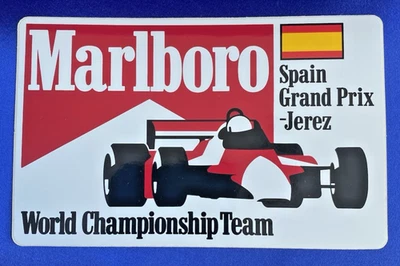 Marlboro
Spain
Grand Prix
-Jerez
World Championship Team